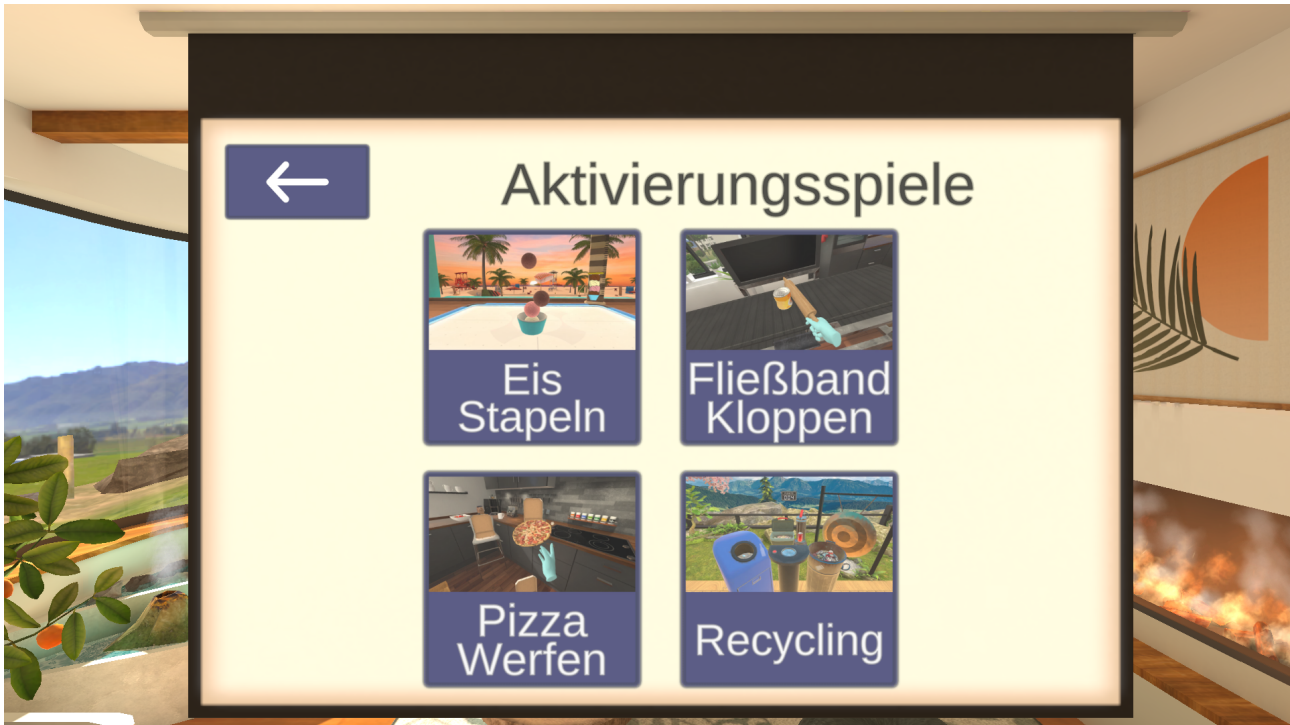 Aktivierungsspiele
Eis
Stapeln
Fließband
Kloppen
Pizza
Werfen
Recycling